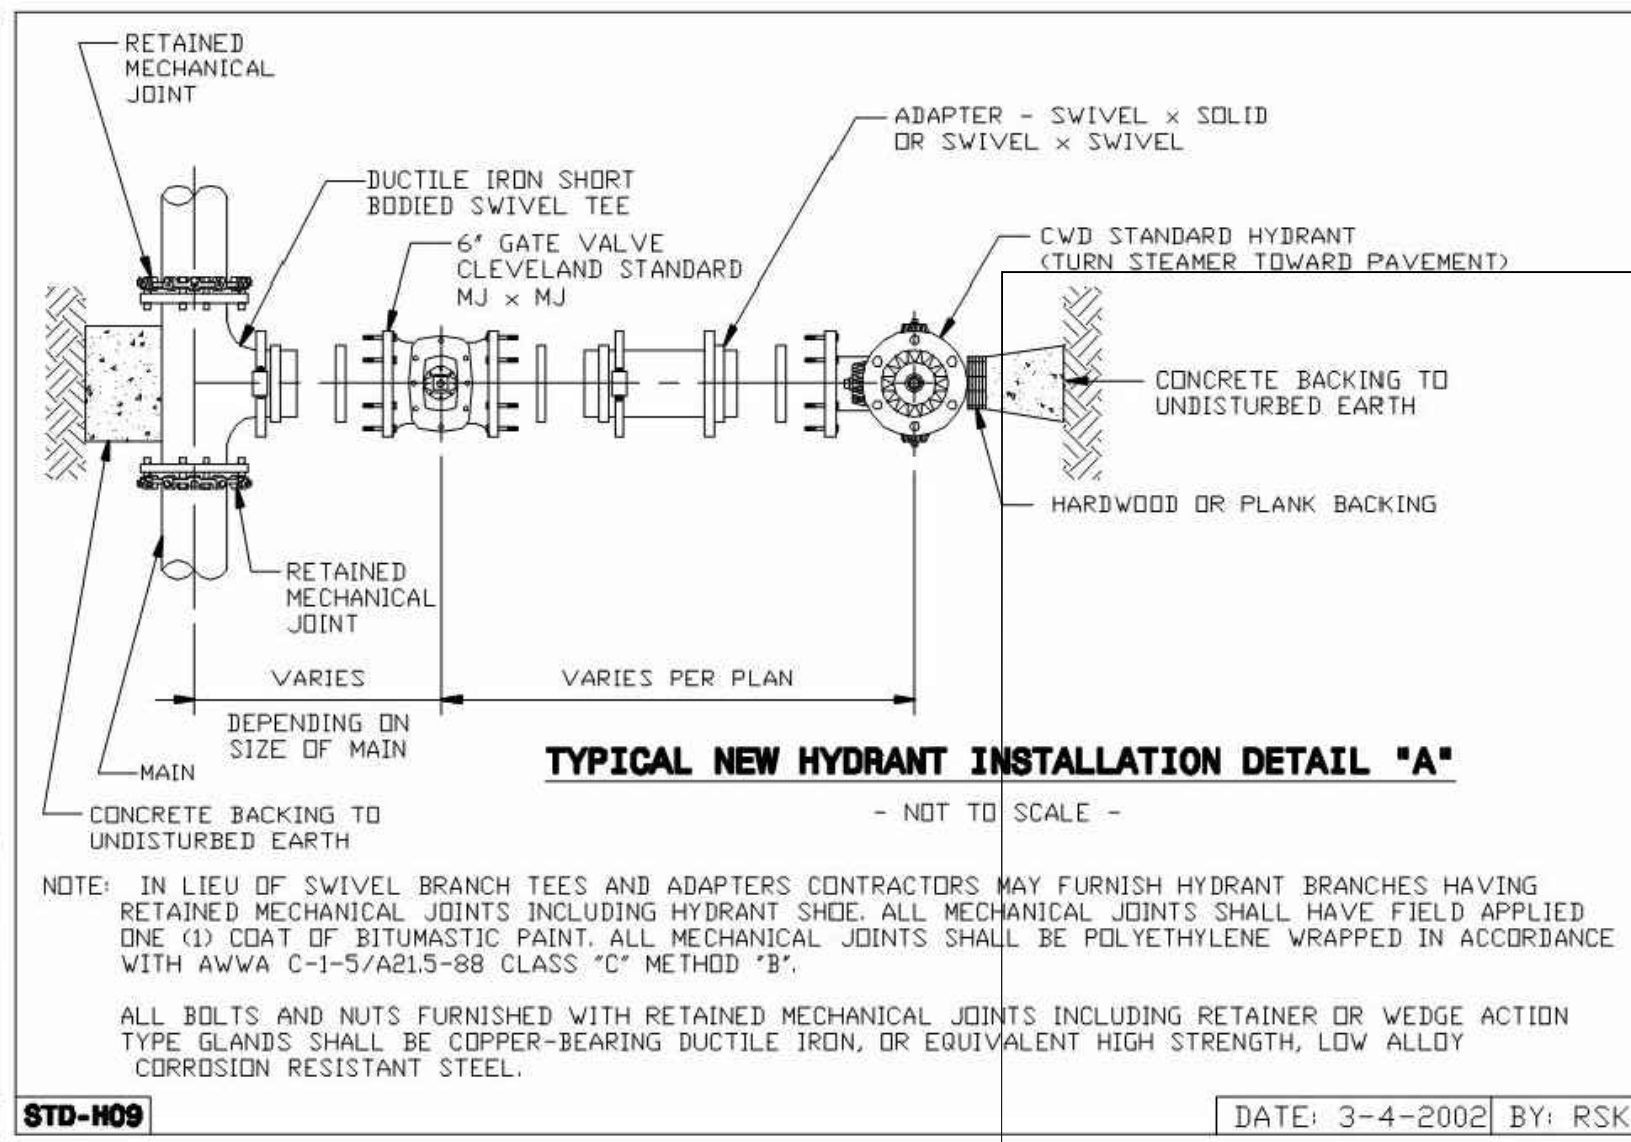 RETAINED
MECHANICAL
JOINT
ADAPTER - SWIVEL x SOLID
OR SWIVEL x SWIVEL
DUCTILE IRON SHORT
BODIED SWIVEL TEE
6" GATE VALVE
CLEVELAND STANDARD
MJ x MJ
CWD STANDARD HYDRANT
(TURN STEAMER TOWARD PAVEMENT)
CONCRETE BACKING TO
UNDISTURBED EARTH
HARDWOOD OR PLANK BACKING
RETAINED
MECHANICAL
JOINT
VARIES
DEPENDING ON
SIZE OF MAIN
VARIES PER PLAN
MAIN
CONCRETE BACKING TO
UNDISTURBED EARTH
TYPICAL NEW HYDRANT INSTALLATION DETAIL "A"
- NOT TO SCALE -
NOTE: IN LIEU OF SWIVEL BRANCH TEES AND ADAPTERS CONTRACTORS MAY FURNISH HYDRANT BRANCHES HAVING
RETAINED MECHANICAL JOINTS INCLUDING HYDRANT SHOE. ALL MECHANICAL JOINTS SHALL HAVE FIELD APPLIED
ONE (1) COAT OF BITUMASTIC PAINT. ALL MECHANICAL JOINTS SHALL BE POLYETHYLENE WRAPPED IN ACCORDANCE
WITH AWWA C-1-5/A21.5-88 CLASS "C" METHOD "B".
ALL BOLTS AND NUTS FURNISHED WITH RETAINED MECHANICAL JOINTS INCLUDING RETAINER OR WEDGE ACTION
TYPE GLANDS SHALL BE COPPER-BEARING DUCTILE IRON, OR EQUIVALENT HIGH STRENGTH, LOW ALLOY
CORROSION RESISTANT STEEL.
STD-H09
DATE: 3-4-2002 BY: RSK